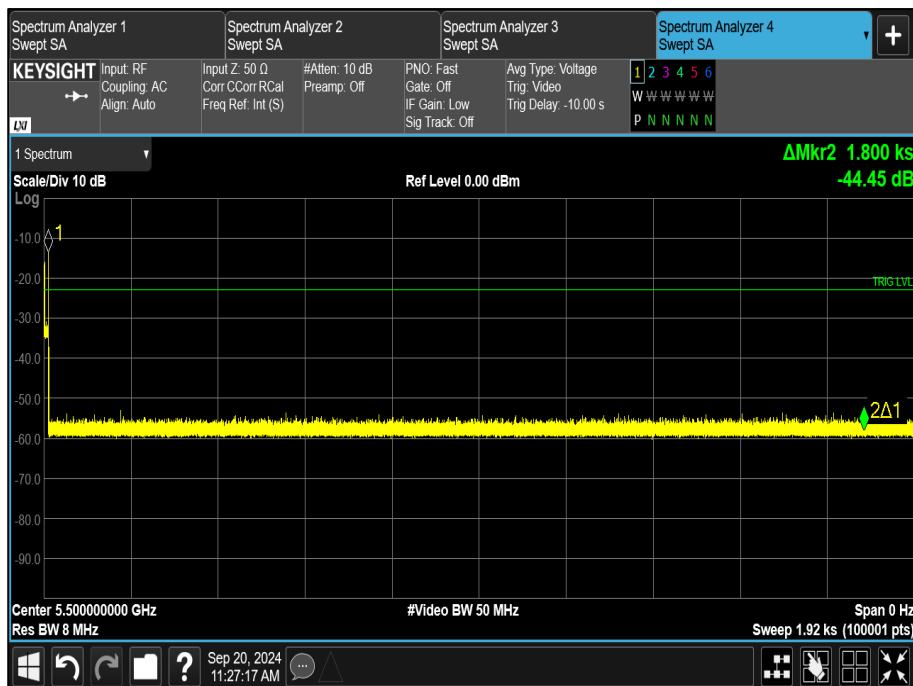 Spectrum Analyzer 1
Swept SA
Spectrum Analyzer 2
Swept SA
Spectrum Analyzer 3
Swept SA
Spectrum Analyzer 4
Swept SA
KEYSIGHT
LXI
Input: RF
Coupling: AC
Align: Auto
Input Z: 50 Ω
Corr CCorr RCal
Freq Ref: Int (S)
#Atten: 10 dB
Preamp: Off
PNO: Fast
Gate: Off
IF Gain: Low
Sig Track: Off
Avg Type: Voltage
Trig: Video
Trig Delay: -10.00 s
1 2 3 4 5 6
W W W W W W
P N N N N N
1 Spectrum
ΔMkr2 1.800 ks
-44.45 dB
Scale/Div 10 dB
Ref Level 0.00 dBm
Log
1
-10.0
-20.0
TRIG LVL
-30.0
-40.0
-50.0
2Δ1
-60.0
-70.0
-80.0
-90.0
Center 5.500000000 GHz
#Video BW 50 MHz
Span 0 Hz
Res BW 8 MHz
Sweep 1.92 ks (100001 pts)
Sep 20, 2024
11:27:17 AM